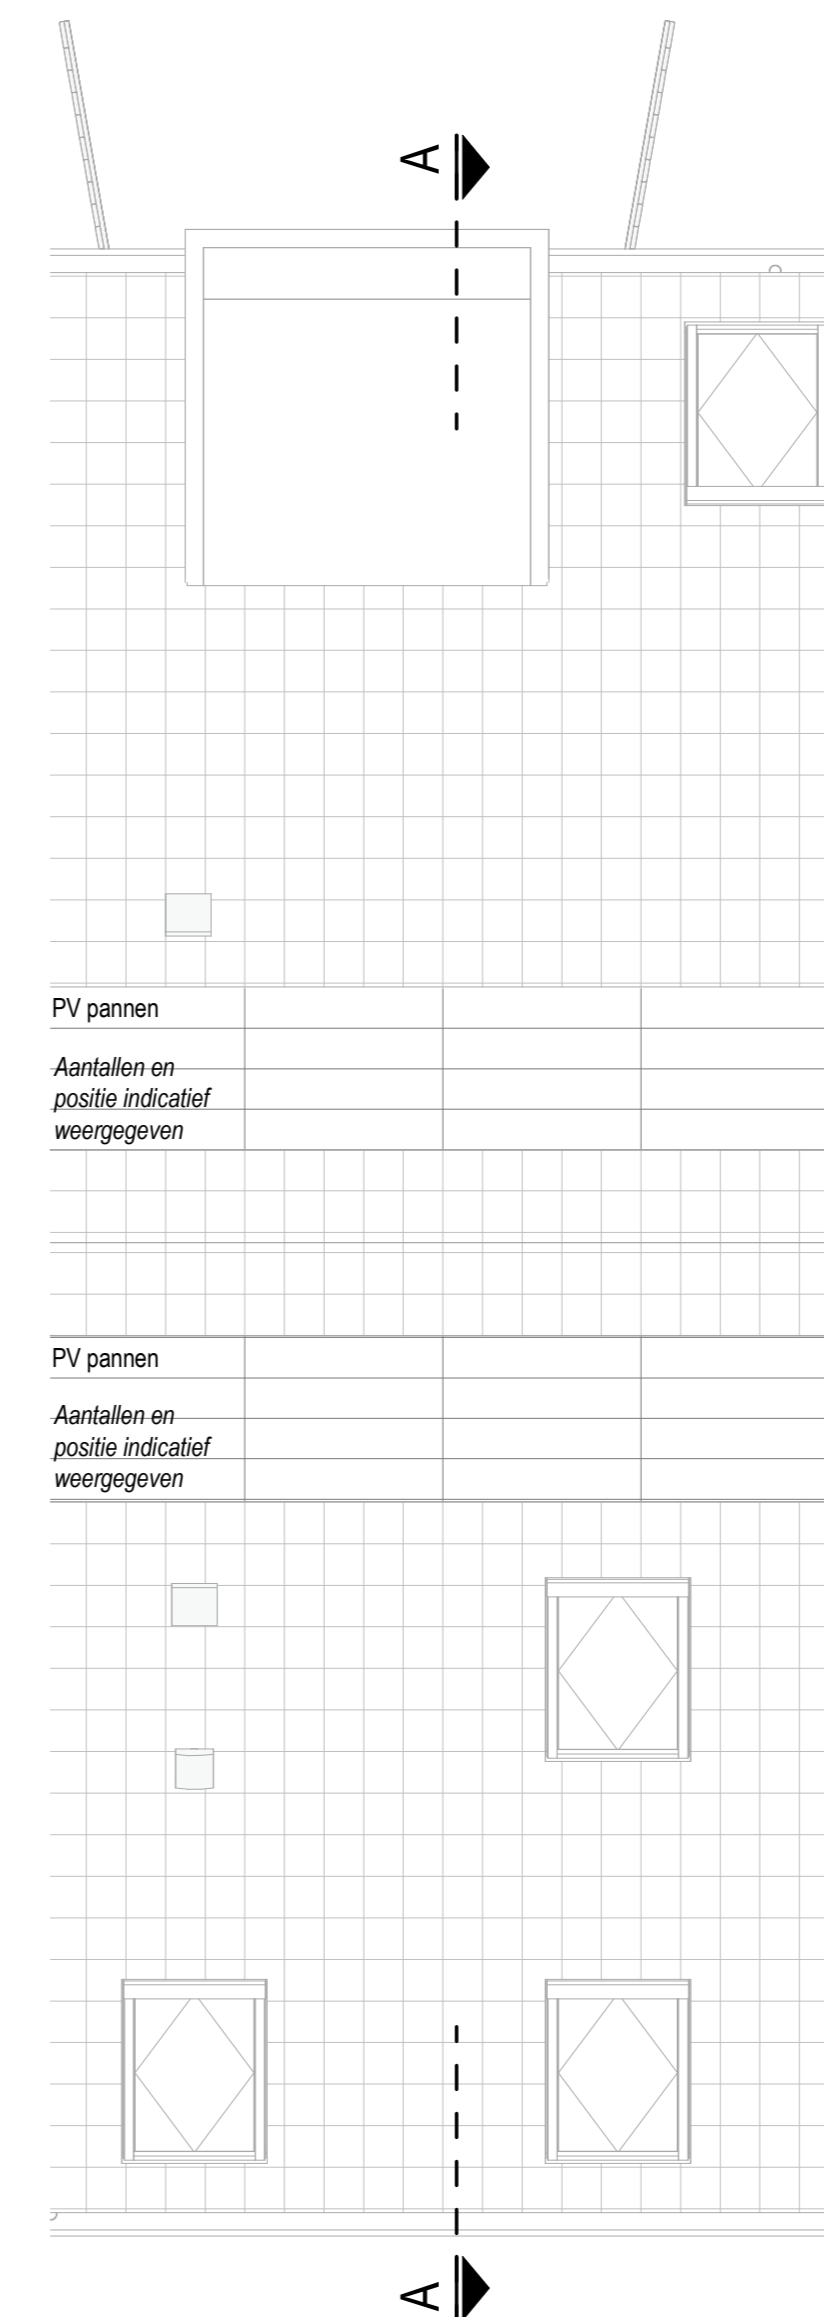 A
PV pannen
Aantallen en
positie indicatief
weergegeven
PV pannen
Aantallen en
positie indicatief
weergegeven
A